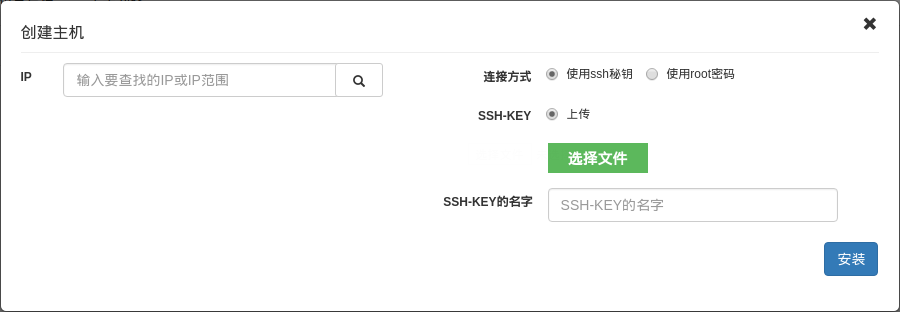 创建主机
IP 输入要查找的IP或IP范围
连接方式 使用ssh秘钥 使用root密码
SSH-KEY 上传
选择文件
SSH-KEY的名字 SSH-KEY的名字
安装